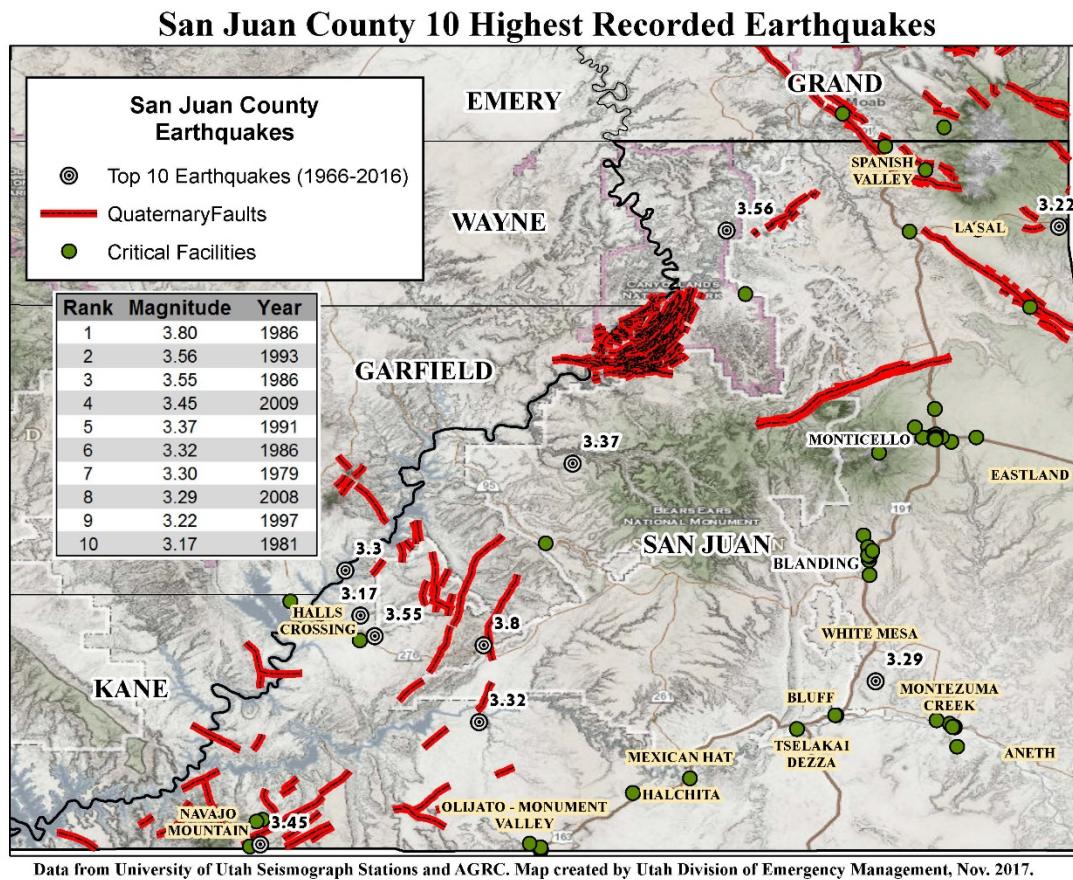 San Juan County 10 Highest Recorded Earthquakes
San Juan County
Earthquakes
Top 10 Earthquakes (1966-2016)
QuaternaryFaults
Critical Facilities
Rank Magnitude Year
1 3.80 1986
2 3.56 1993
3 3.55 1986
4 3.45 2009
5 3.37 1991
6 3.32 1986
7 3.30 1979
8 3.29 2008
9 3.22 1997
10 3.17 1981
EMERY
GRAND
Moab
SPANISH
VALLEY
WAYNE
3.56
3.22
LA SAL
CANYONLANDS
GARFIELD
MONTICELLO
3.37
EASTLAND
95
191
BEARS EARS
NATIONAL MONUMENT
SAN JUAN
BLANDING
3.3
3.17
3.55
HALLS
CROSSING
3.8
276
WHITE MESA
3.29
KANE
3.32
261
BLUFF
MONTEZUMA
CREEK
TSELAKAI
DEZZA
ANETH
MEXICAN HAT
HALCHITA
NAVAJO
MOUNTAIN
3.45
OLIJATO - MONUMENT
VALLEY
163
Data from University of Utah Seismograph Stations and AGRC. Map created by Utah Division of Emergency Management, Nov. 2017.